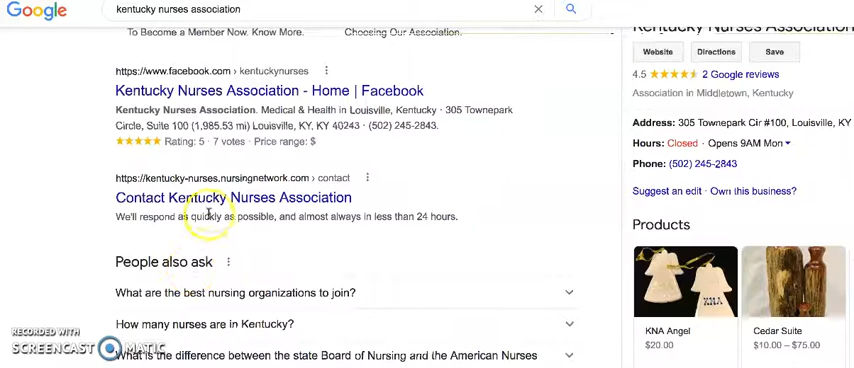 Google
kentucky nurses association
To Become a Member Now. Know More. Choosing Our Association.
https://www.facebook.com › kentuckynurses
Kentucky Nurses Association - Home | Facebook
Kentucky Nurses Association. Medical & Health in Louisville, Kentucky · 305 Townepark
Circle, Suite 100 (1,985.53 mi) Louisville, KY, KY 40243 · (502) 245-2843.
Rating: 5 · 7 votes · Price range: $
https://kentucky-nurses.nursingnetwork.com › contact
Contact Kentucky Nurses Association
We'll respond as quickly as possible, and almost always in less than 24 hours.
People also ask
What are the best nursing organizations to join?
How many nurses are in Kentucky?
What is the difference between the state Board of Nursing and the American Nurses
RECORDED WITH
SCREENCAST MATIC
Kentucky Nurses Association
Website Directions Save
4.5 2 Google reviews
Association in Middletown, Kentucky
Address: 305 Townepark Cir #100, Louisville, KY
Hours: Closed · Opens 9AM Mon
Phone: (502) 245-2843
Suggest an edit · Own this business?
Products
KNA
KNA Angel
$20.00
Cedar Suite
$10.00 – $75.00